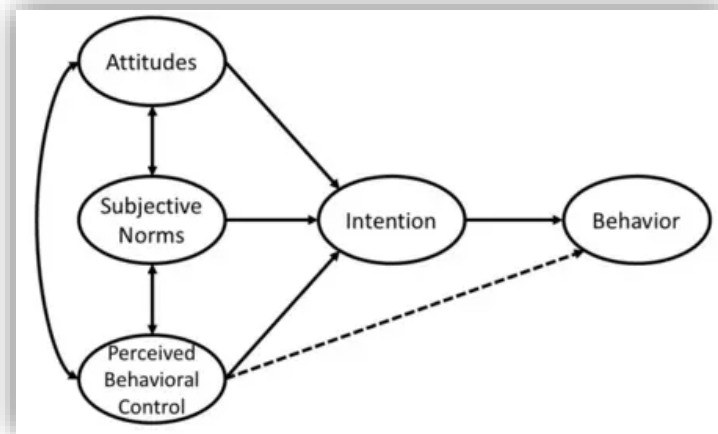 Attitudes
Subjective
Norms
Intention
Behavior
Perceived
Behavioral
Control